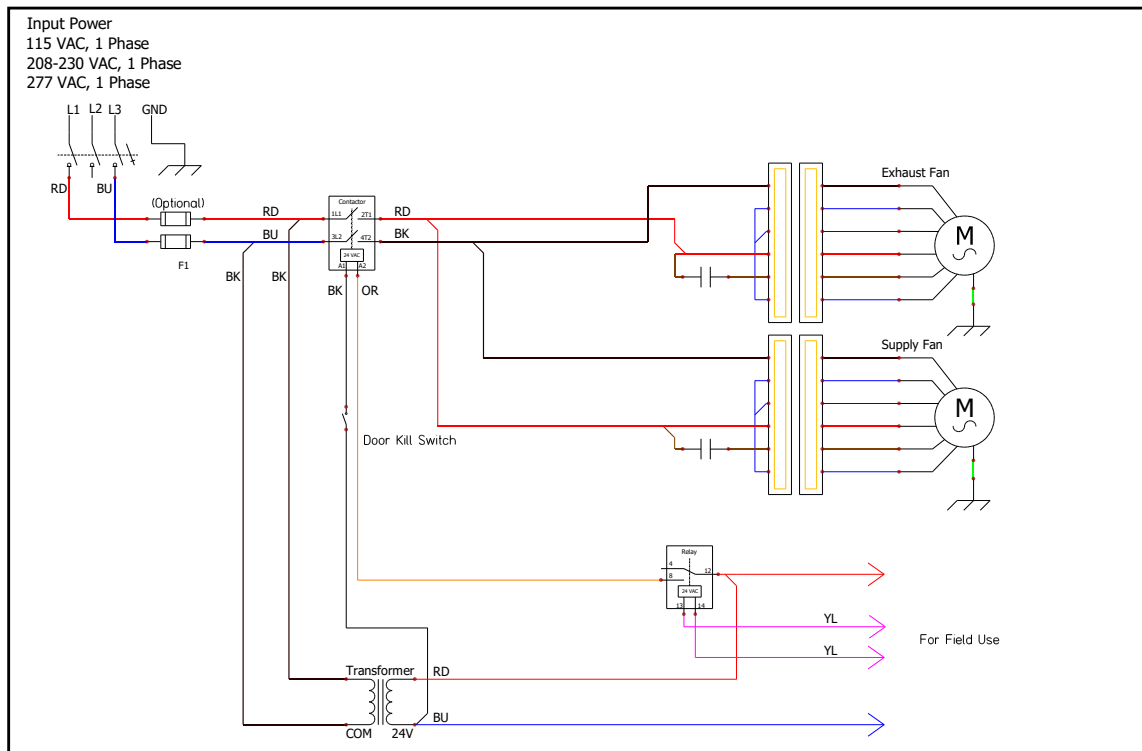 Input Power
115 VAC, 1 Phase
208-230 VAC, 1 Phase
277 VAC, 1 Phase
L1 L2 L3 GND
RD BU
(Optional)
F1
RD
BU
BK BK
Contactor
1L1 2T1
3L2 4T2
24 VAC
A1 A2
RD
BK
BK OR
Exhaust Fan
M
Supply Fan
M
Door Kill Switch
Relay
4
8
12
24 VAC
13 14
YL
YL
For Field Use
Transformer
RD
BU
COM 24V